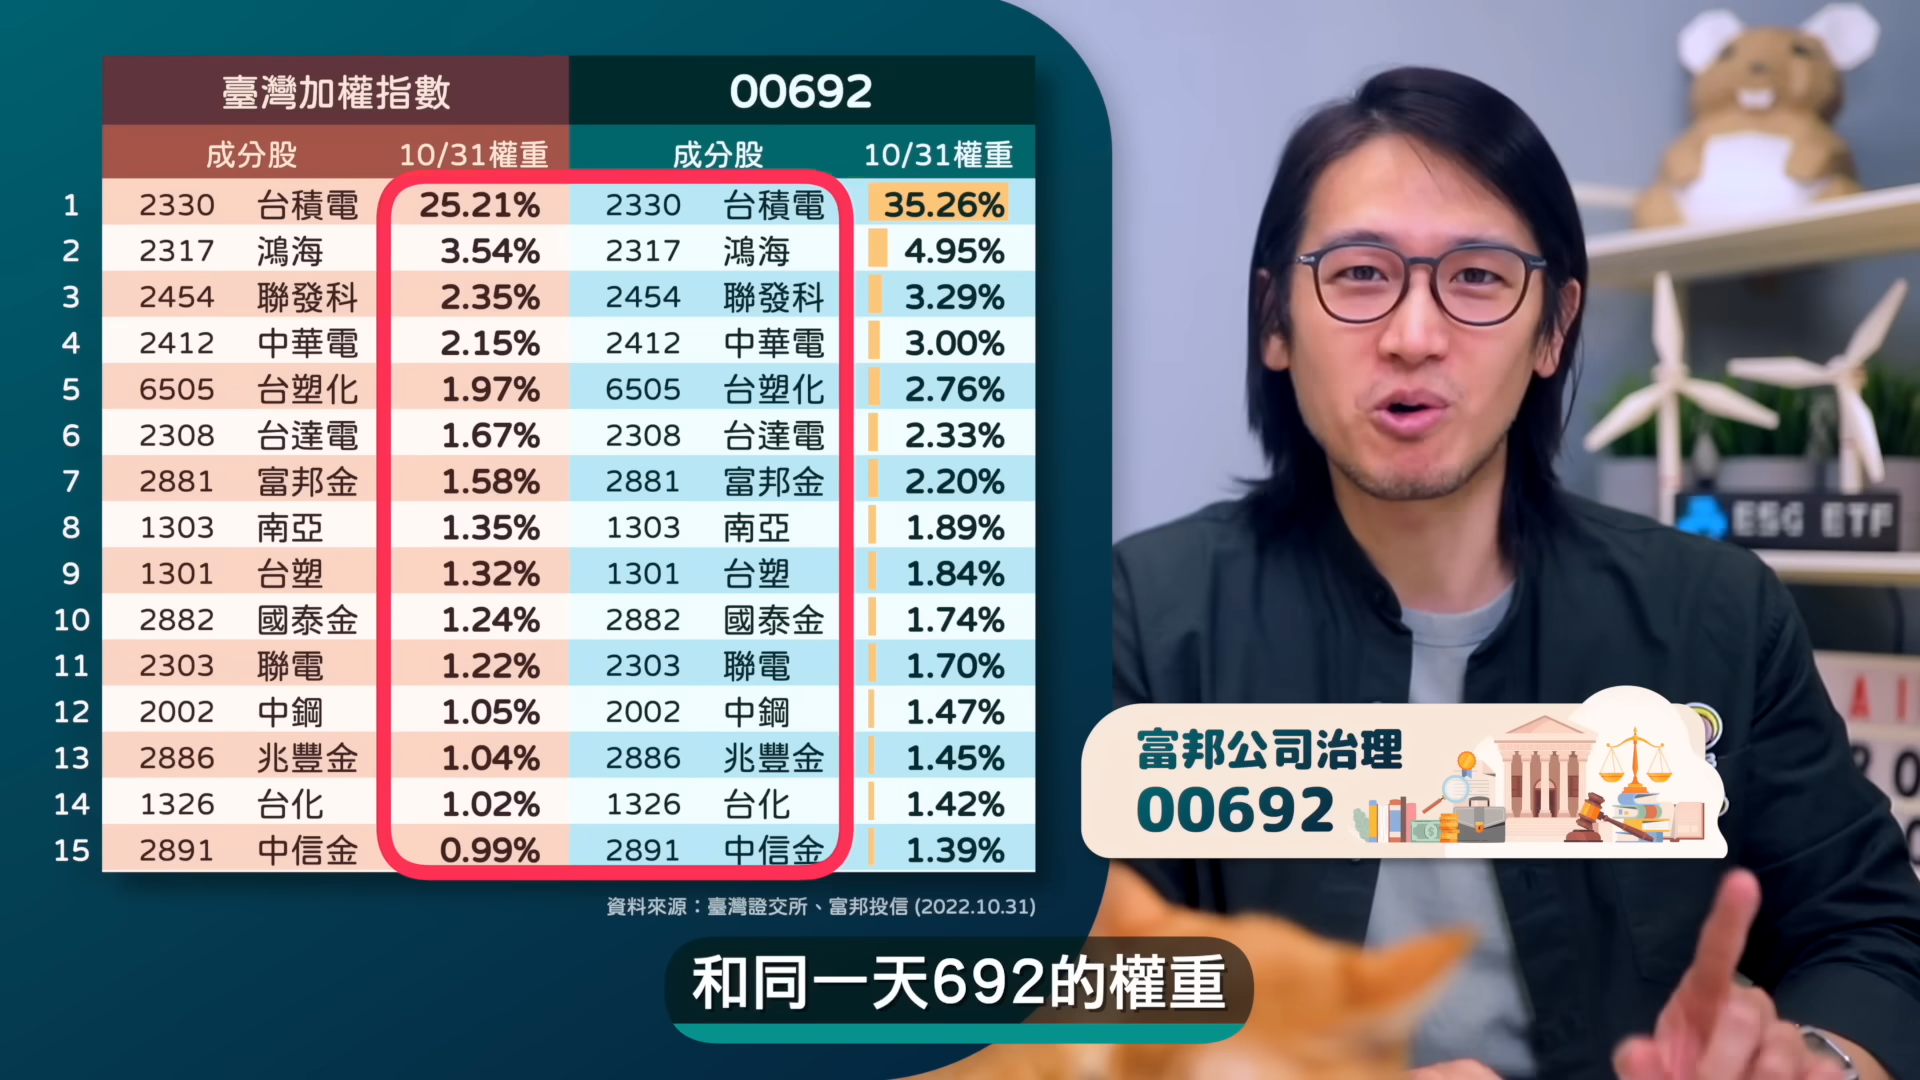 臺灣加權指數 00692
成分股 10/31權重 成分股 10/31權重
1 2330 台積電 25.21% 2330 台積電 35.26%
2 2317 鴻海 3.54% 2317 鴻海 4.95%
3 2454 聯發科 2.35% 2454 聯發科 3.29%
4 2412 中華電 2.15% 2412 中華電 3.00%
5 6505 台塑化 1.97% 6505 台塑化 2.76%
6 2308 台達電 1.67% 2308 台達電 2.33%
7 2881 富邦金 1.58% 2881 富邦金 2.20%
8 1303 南亞 1.35% 1303 南亞 1.89%
9 1301 台塑 1.32% 1301 台塑 1.84%
10 2882 國泰金 1.24% 2882 國泰金 1.74%
11 2303 聯電 1.22% 2303 聯電 1.70%
12 2002 中鋼 1.05% 2002 中鋼 1.47%
13 2886 兆豐金 1.04% 2886 兆豐金 1.45%
14 1326 台化 1.02% 1326 台化 1.42%
15 2891 中信金 0.99% 2891 中信金 1.39%
資料來源：臺灣證交所、富邦投信 (2022.10.31)
ESG ETF
富邦公司治理
00692
和同一天692的權重